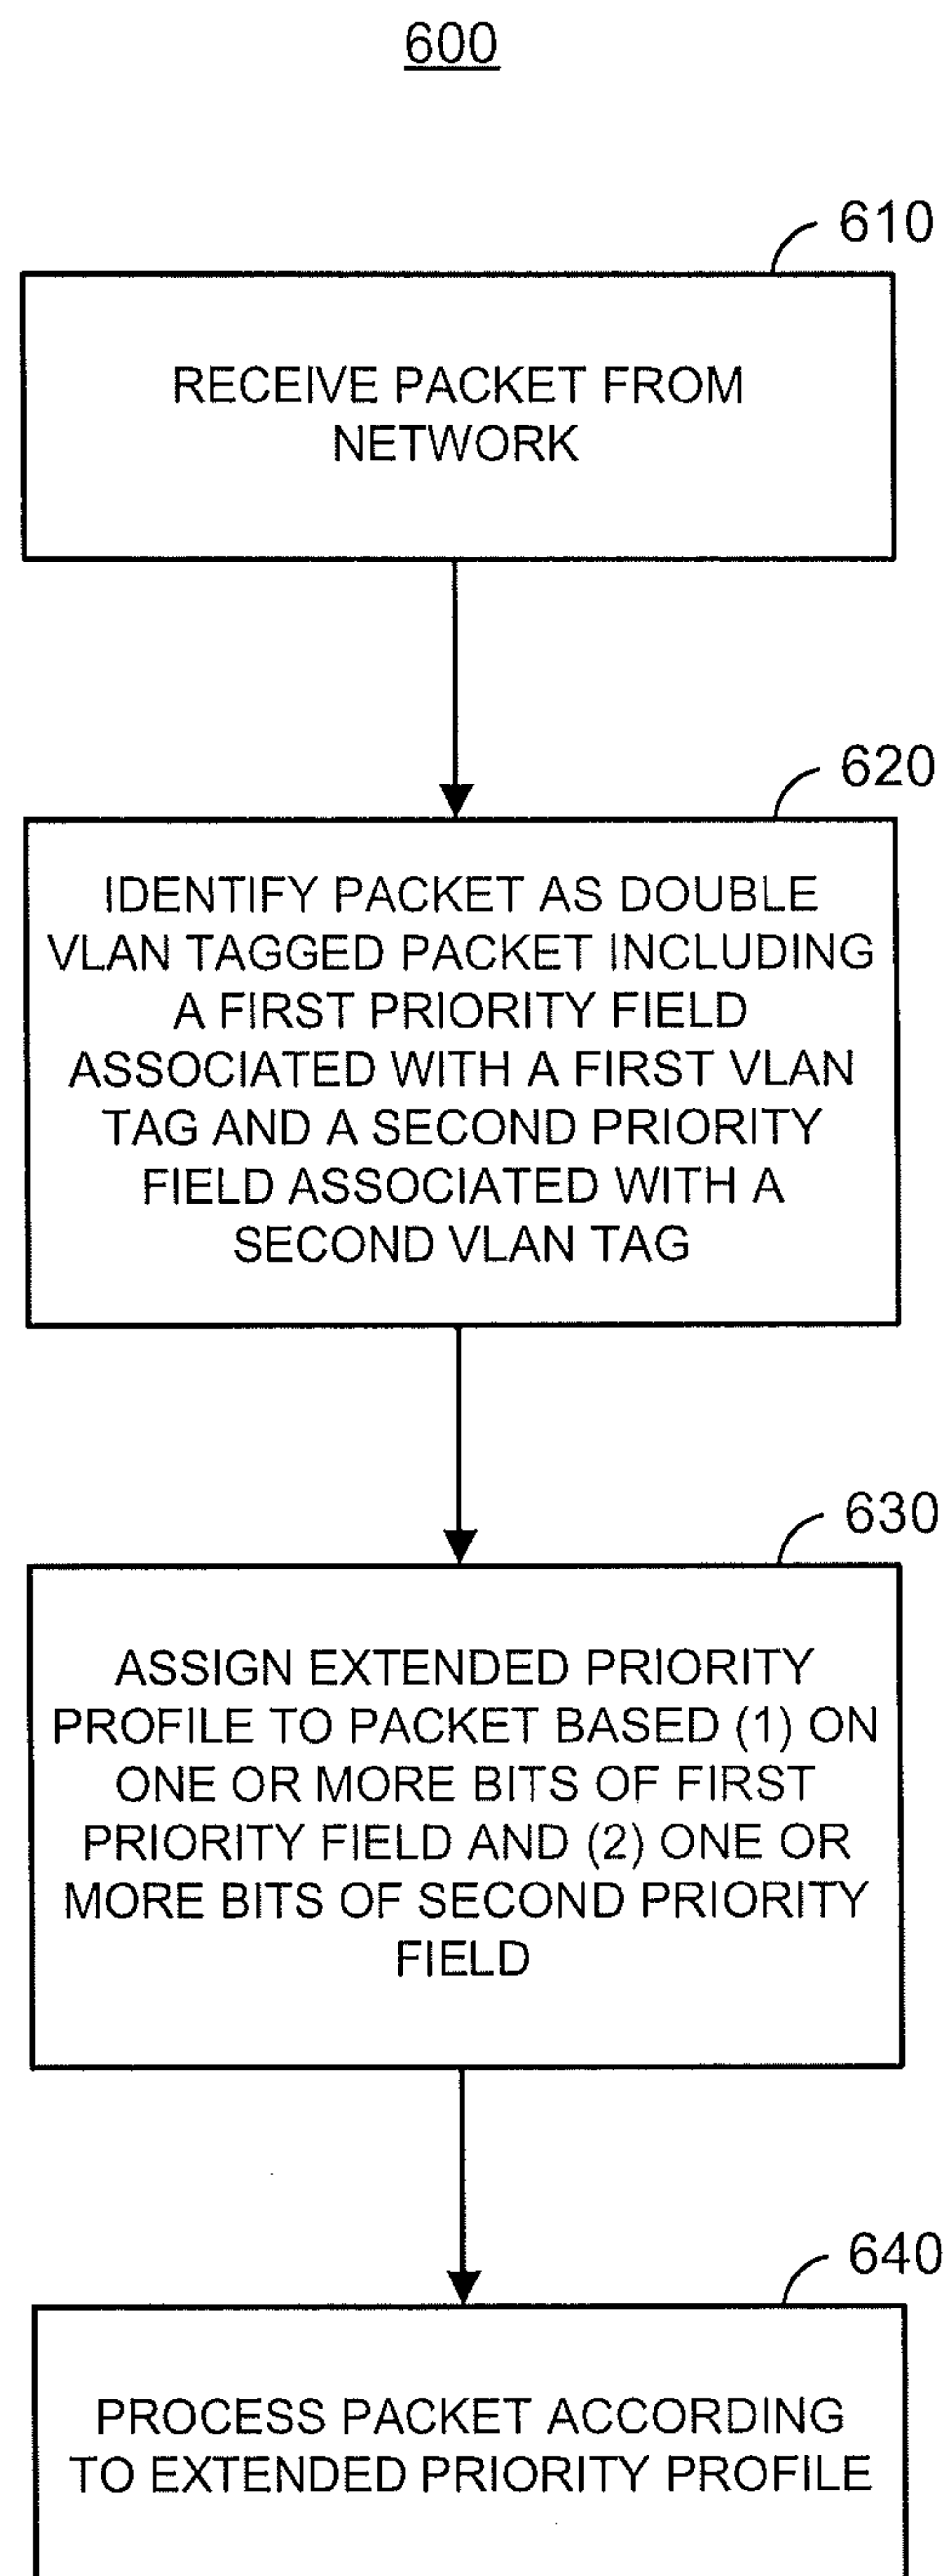 600
610
RECEIVE PACKET FROM
NETWORK
620
IDENTIFY PACKET AS DOUBLE
VLAN TAGGED PACKET INCLUDING
A FIRST PRIORITY FIELD
ASSOCIATED WITH A FIRST VLAN
TAG AND A SECOND PRIORITY
FIELD ASSOCIATED WITH A
SECOND VLAN TAG
630
ASSIGN EXTENDED PRIORITY
PROFILE TO PACKET BASED (1) ON
ONE OR MORE BITS OF FIRST
PRIORITY FIELD AND (2) ONE OR
MORE BITS OF SECOND PRIORITY
FIELD
640
PROCESS PACKET ACCORDING
TO EXTENDED PRIORITY PROFILE